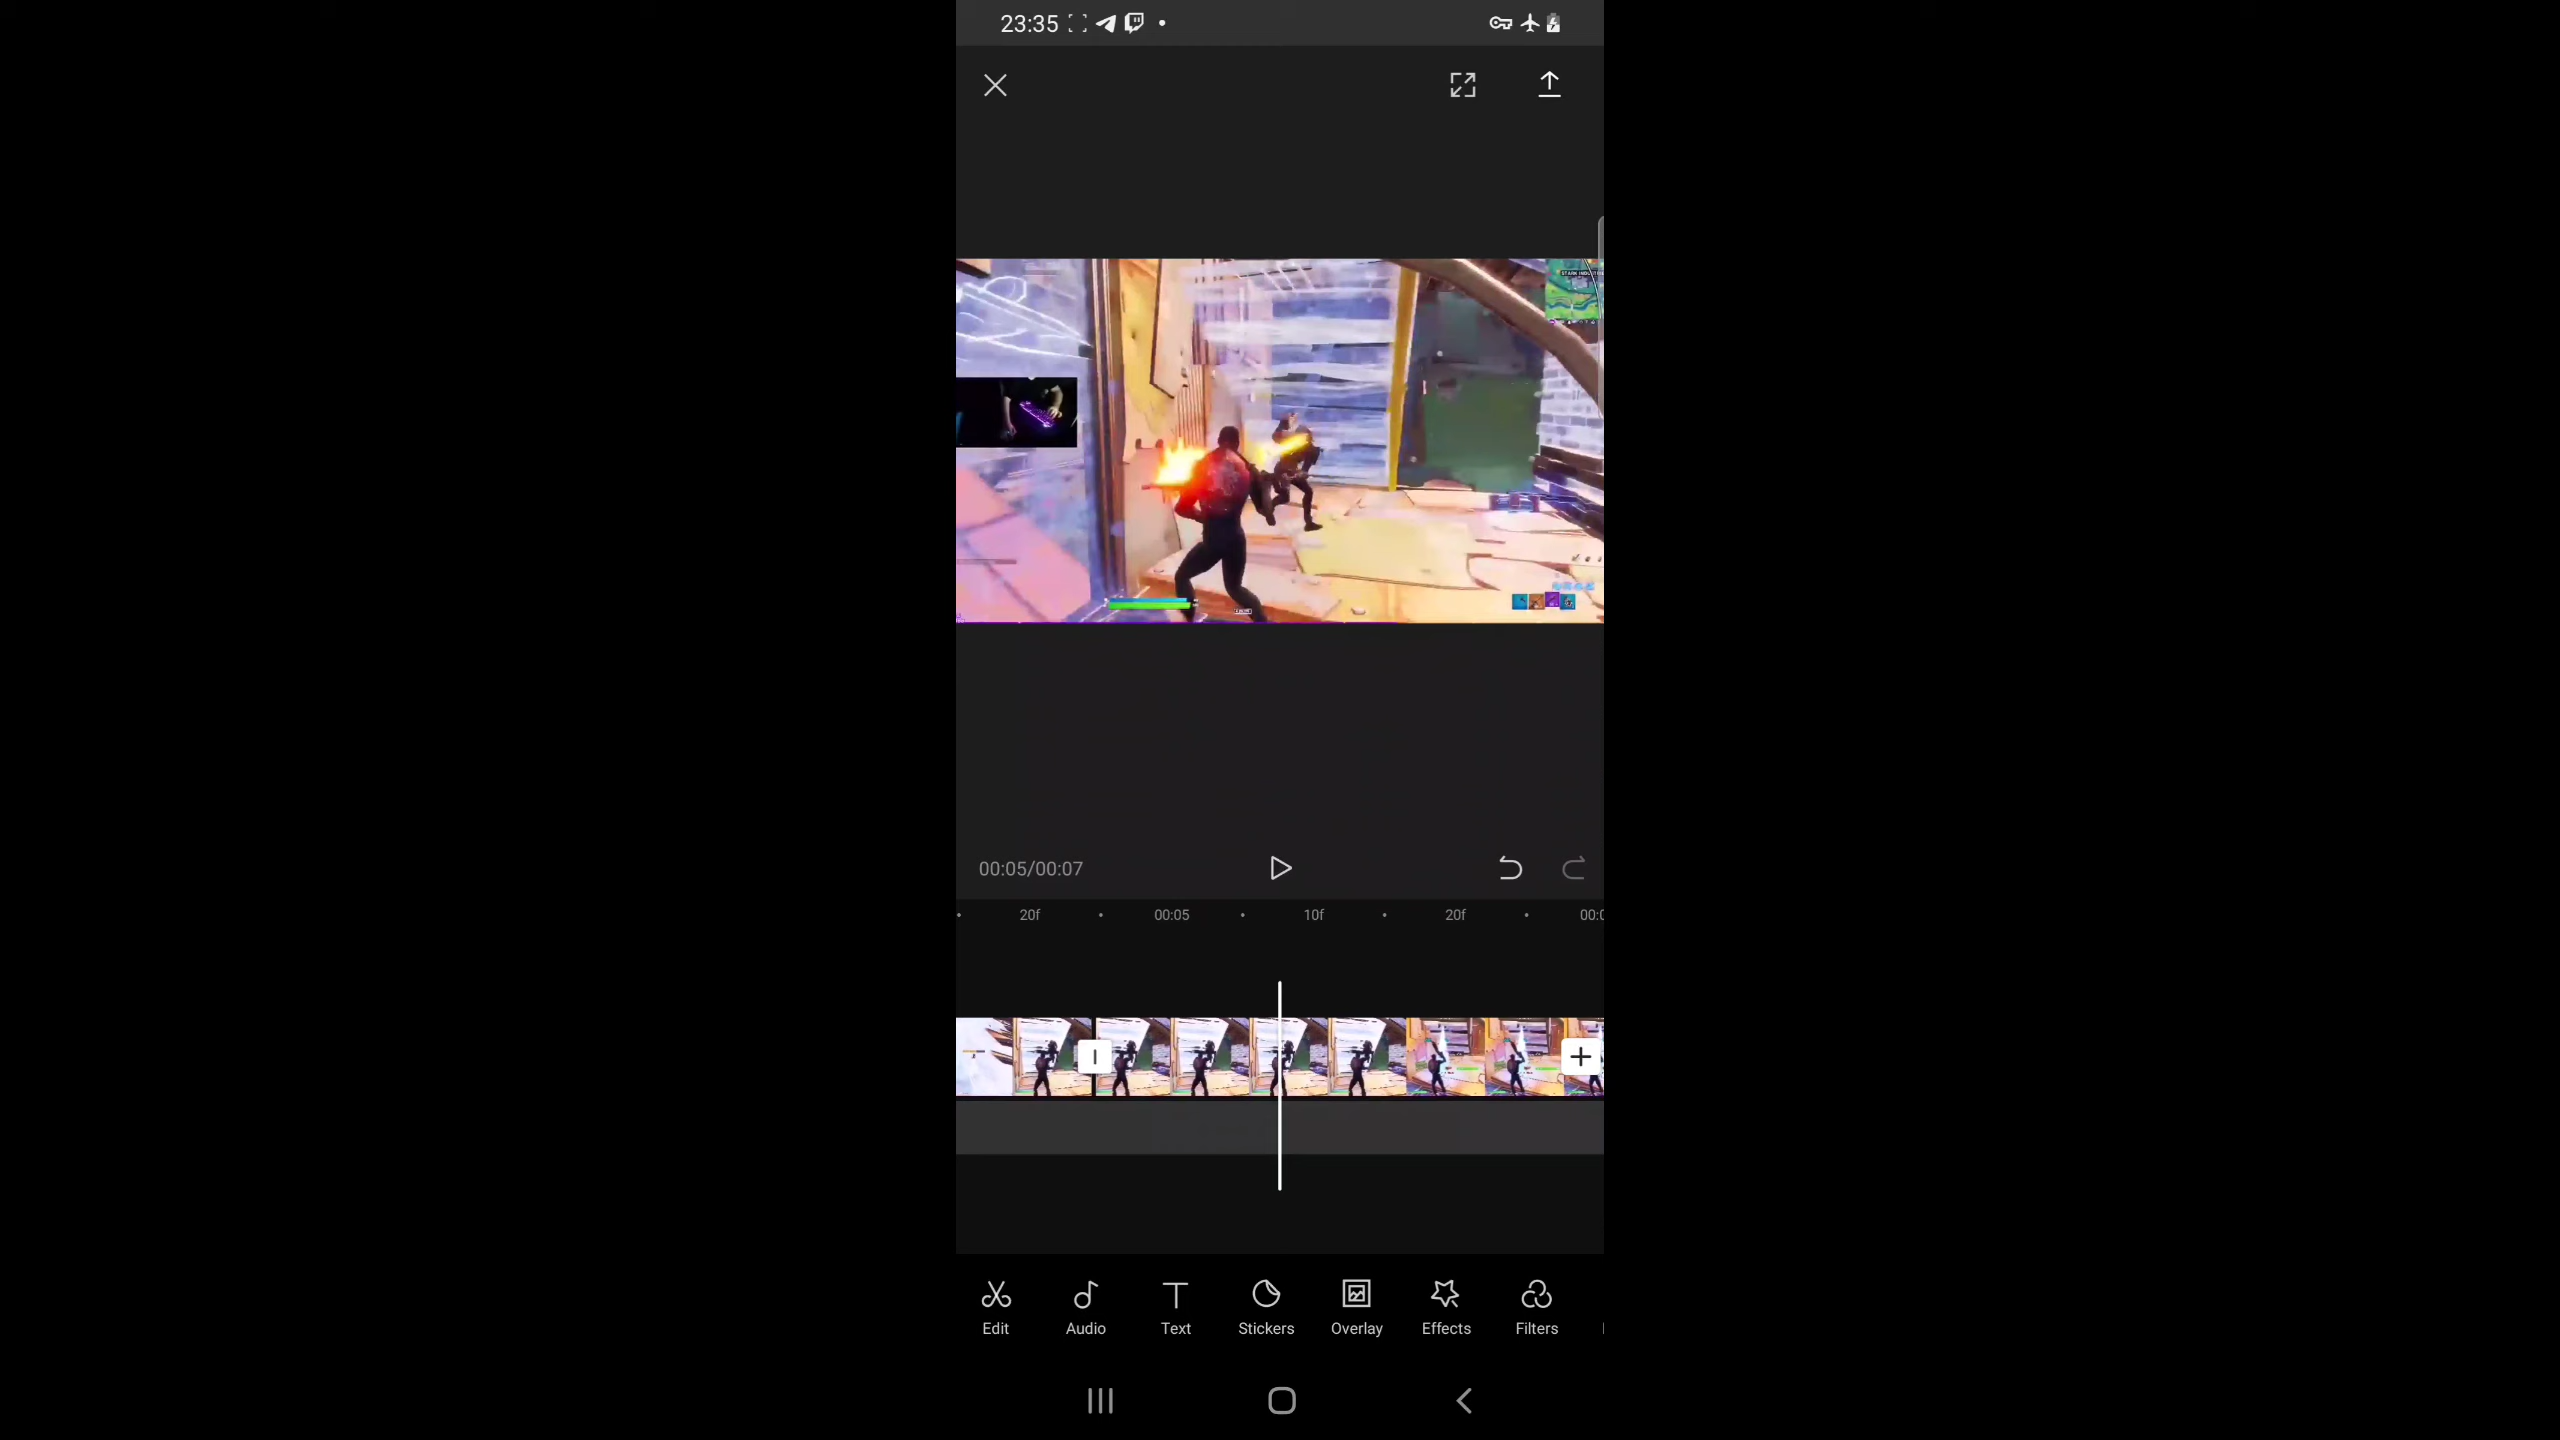 23:35
00:05/00:07
20f 00:05 10f 20f
Edit Audio Text Stickers Overlay Effects Filters